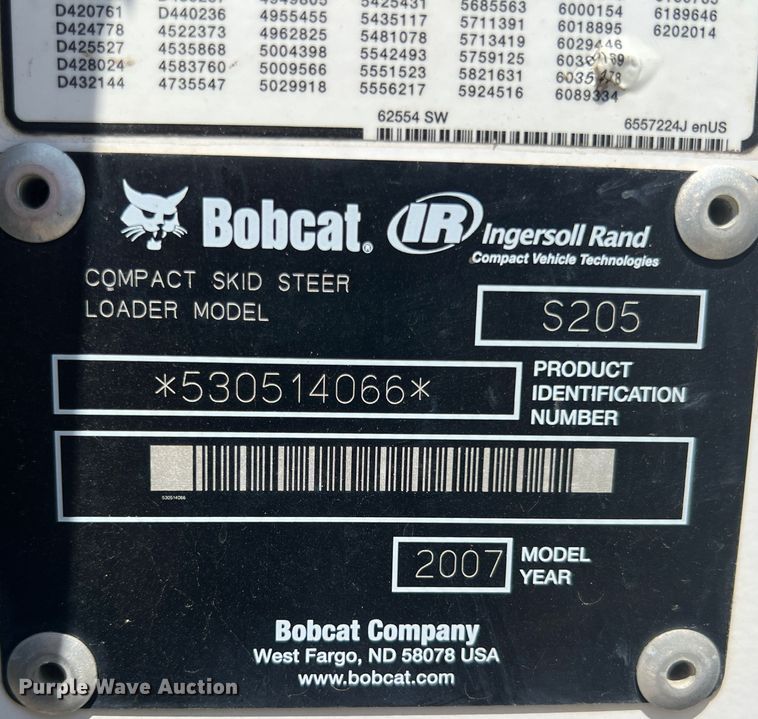 D420761 D440236 4955455 5435117 5711391 6018895 6202014
D424778 4522373 4962825 5481078 5713419
D425527 4535868 5004398 5542493 5759125
D428024 4583760 5009566 5551523 5821631
D432144 4735547 5029918 5556217 5924516 6089334
62554 SW
6557224J enUS
Bobcat® IR Ingersoll Rand
Compact Vehicle Technologies
COMPACT SKID STEER
LOADER MODEL
S205
*530514066*
PRODUCT
IDENTIFICATION
NUMBER
530514066
2007
MODEL
YEAR
Bobcat Company
West Fargo, ND 58078 USA
www.bobcat.com
Purple Wave Auction